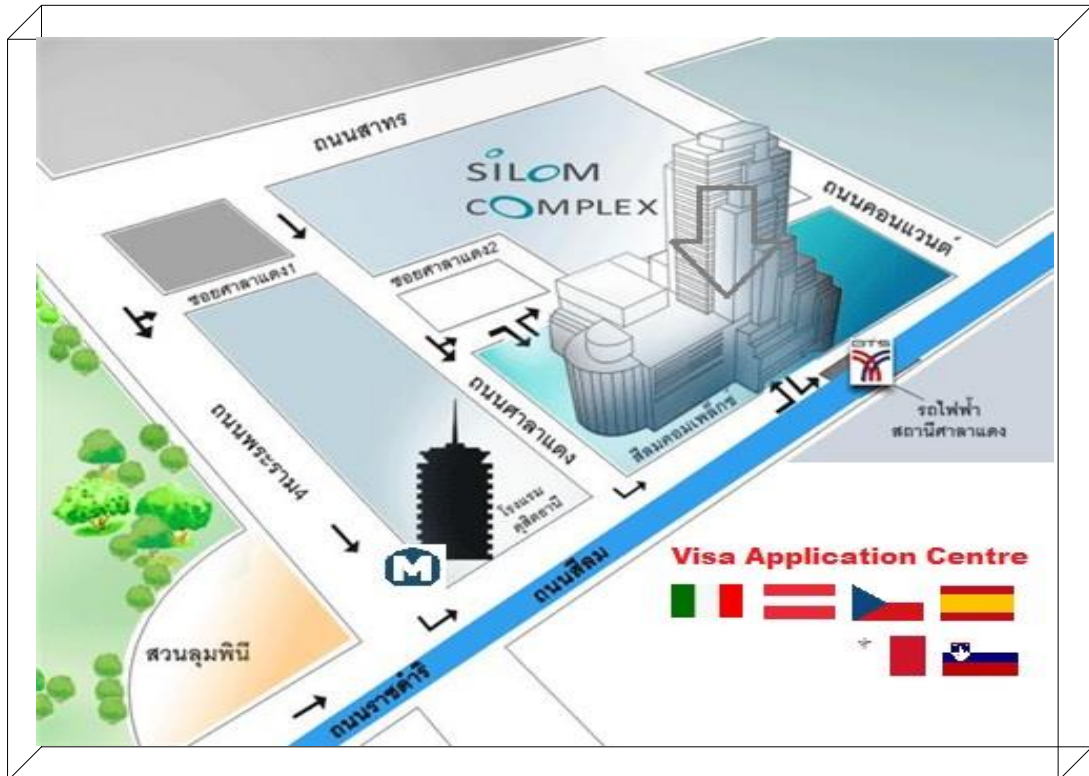 ถนนสาทร
SILOM
COMPLEX
ถนนคอนแวนต์
ซอยศาลาแดง1
ซอยศาลาแดง2
BTS
รถไฟฟ้า
สถานีศาลาแดง
ถนนศาลาแดง
สีลมคอมเพล็กซ์
ถนนพระราม4
โรงแรม
ดุสิตธานี
M
ถนนสีลม
Visa Application Centre
สวนลุมพินี
ถนนราชดำริ